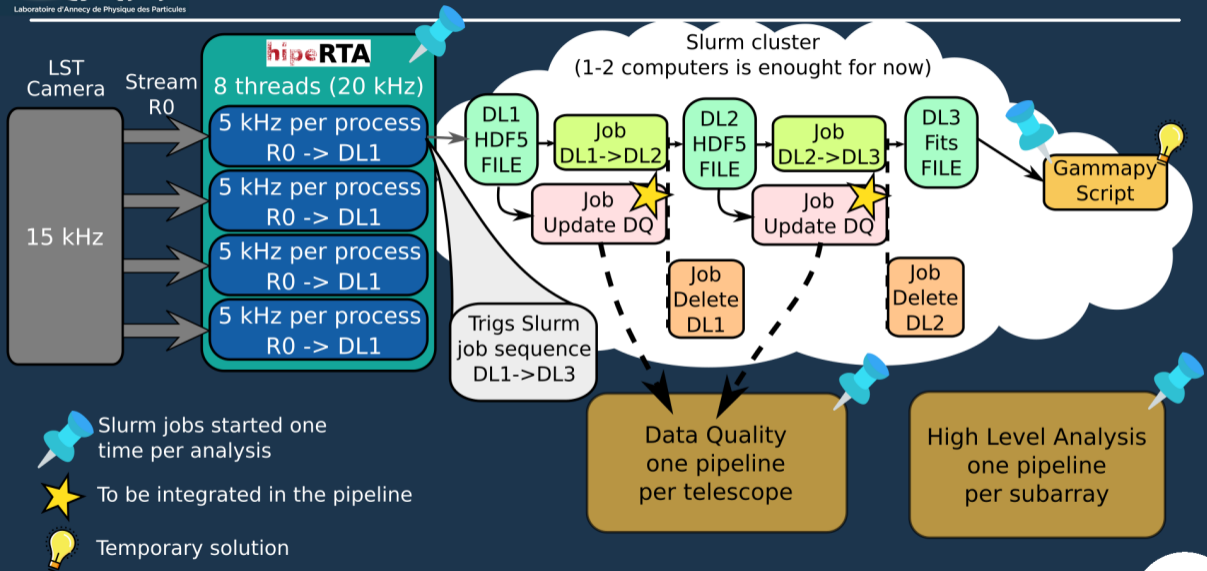 Laboratoire d'Annecy de Physique des Particules
LST
Camera
15 kHz
Stream
R0
hipeRTA
8 threads (20 kHz)
5 kHz per process
R0 -> DL1
5 kHz per process
R0 -> DL1
5 kHz per process
R0 -> DL1
5 kHz per process
R0 -> DL1
Slurm cluster
(1-2 computers is enought for now)
DL1
HDF5
FILE
Job
DL1->DL2
DL2
HDF5
FILE
Job
DL2->DL3
DL3
Fits
FILE
Gammapy
Script
Job
Update DQ
Job
Update DQ
Job
Delete
DL1
Job
Delete
DL2
Trigs Slurm
job sequence
DL1->DL3
Data Quality
one pipeline
per telescope
High Level Analysis
one pipeline
per subarray
Slurm jobs started one
time per analysis
To be integrated in the pipeline
Temporary solution